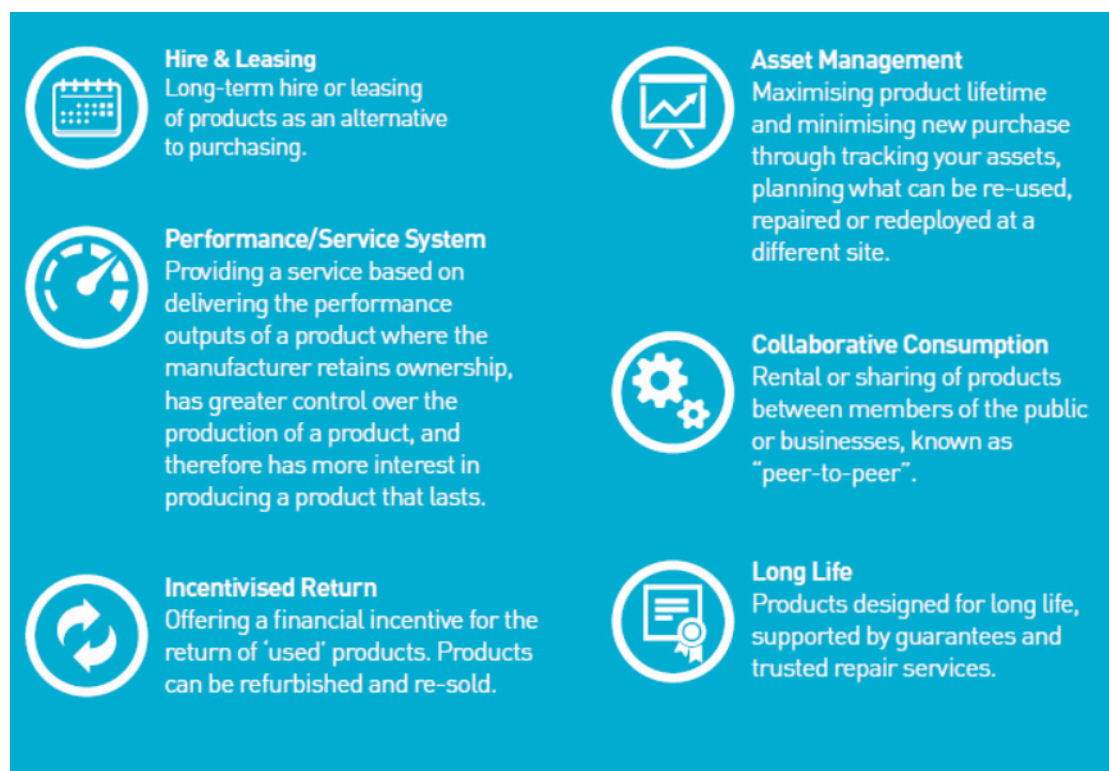 Hire & Leasing
Long-term hire or leasing
of products as an alternative
to purchasing.
Performance/Service System
Providing a service based on
delivering the performance
outputs of a product where the
manufacturer retains ownership,
has greater control over the
production of a product, and
therefore has more interest in
producing a product that lasts.
Incentivised Return
Offering a financial incentive for the
return of ‘used’ products. Products
can be refurbished and re-sold.
Asset Management
Maximising product lifetime
and minimising new purchase
through tracking your assets,
planning what can be re-used,
repaired or redeployed at a
different site.
Collaborative Consumption
Rental or sharing of products
between members of the public
or businesses, known as
“peer-to-peer”.
Long Life
Products designed for long life,
supported by guarantees and
trusted repair services.